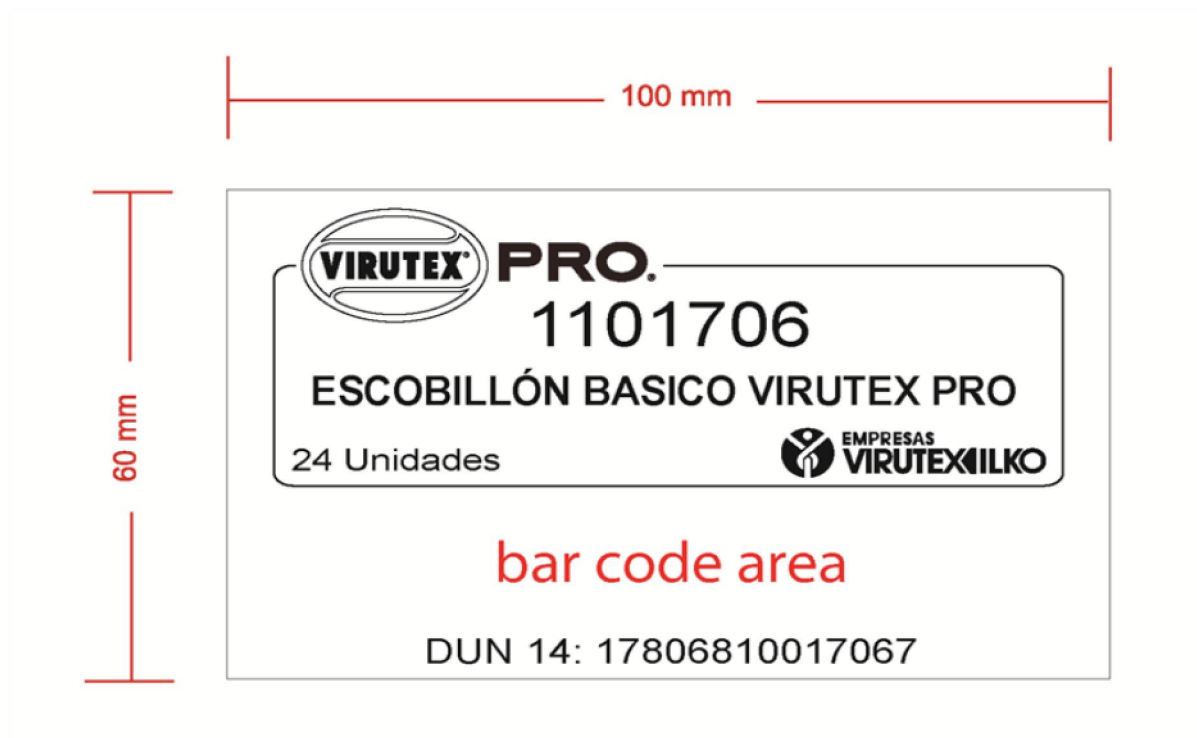 100 mm
60 mm
VIRUTEX® PRO.
1101706
ESCOBILLÓN BASICO VIRUTEX PRO
24 Unidades
EMPRESAS
VIRUTEX ILKO
bar code area
DUN 14: 17806810017067